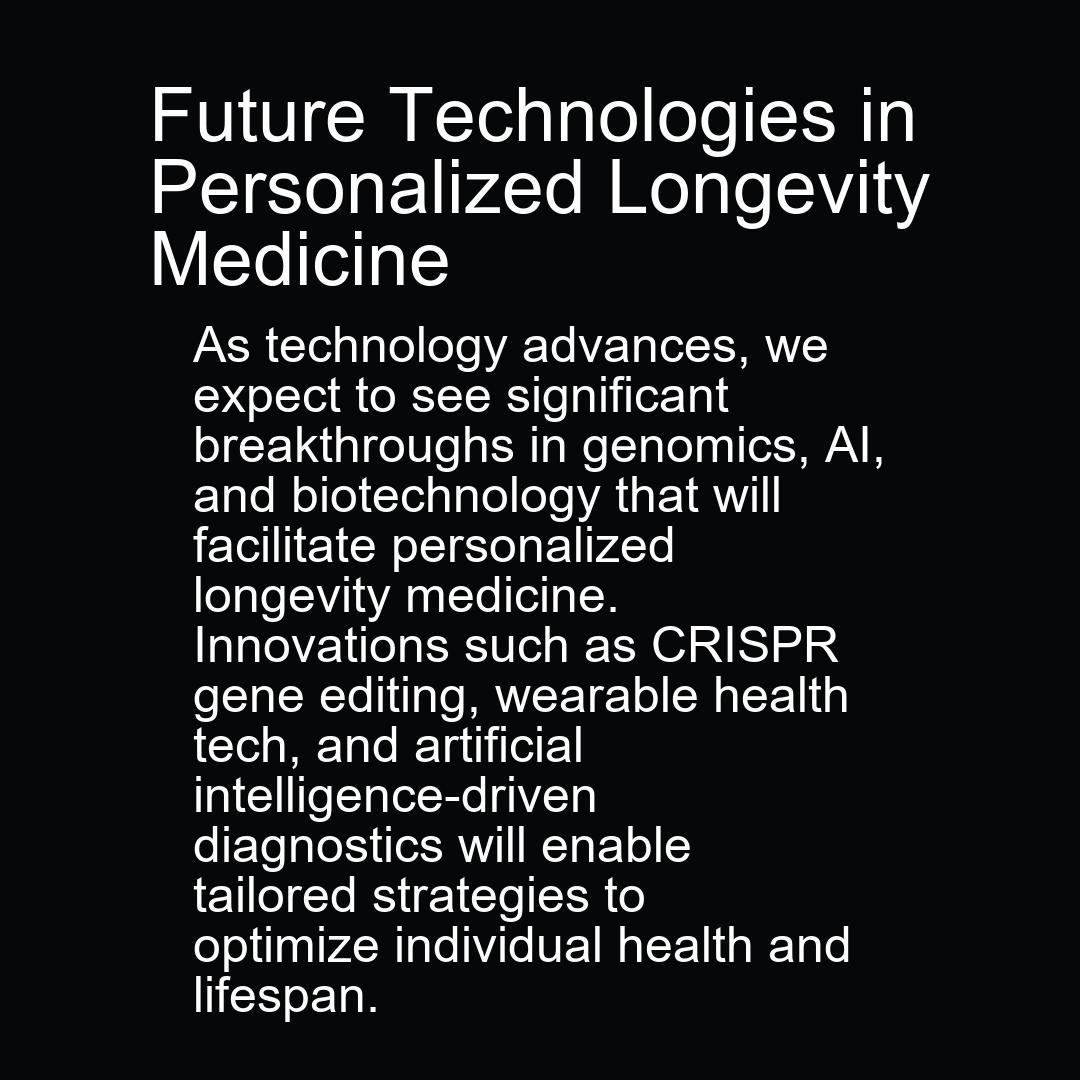 Future Technologies in
Personalized Longevity
Medicine
As technology advances, we
expect to see significant
breakthroughs in genomics, AI,
and biotechnology that will
facilitate personalized
longevity medicine.
Innovations such as CRISPR
gene editing, wearable health
tech, and artificial
intelligence-driven
diagnostics will enable
tailored strategies to
optimize individual health and
lifespan.